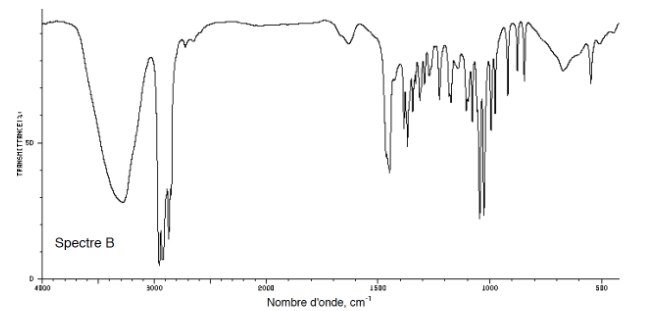 TRANSMITTANCE[%]
50
Spectre B
0
4000 3000 2000 1500 1000 500
Nombre d'onde, cm-1